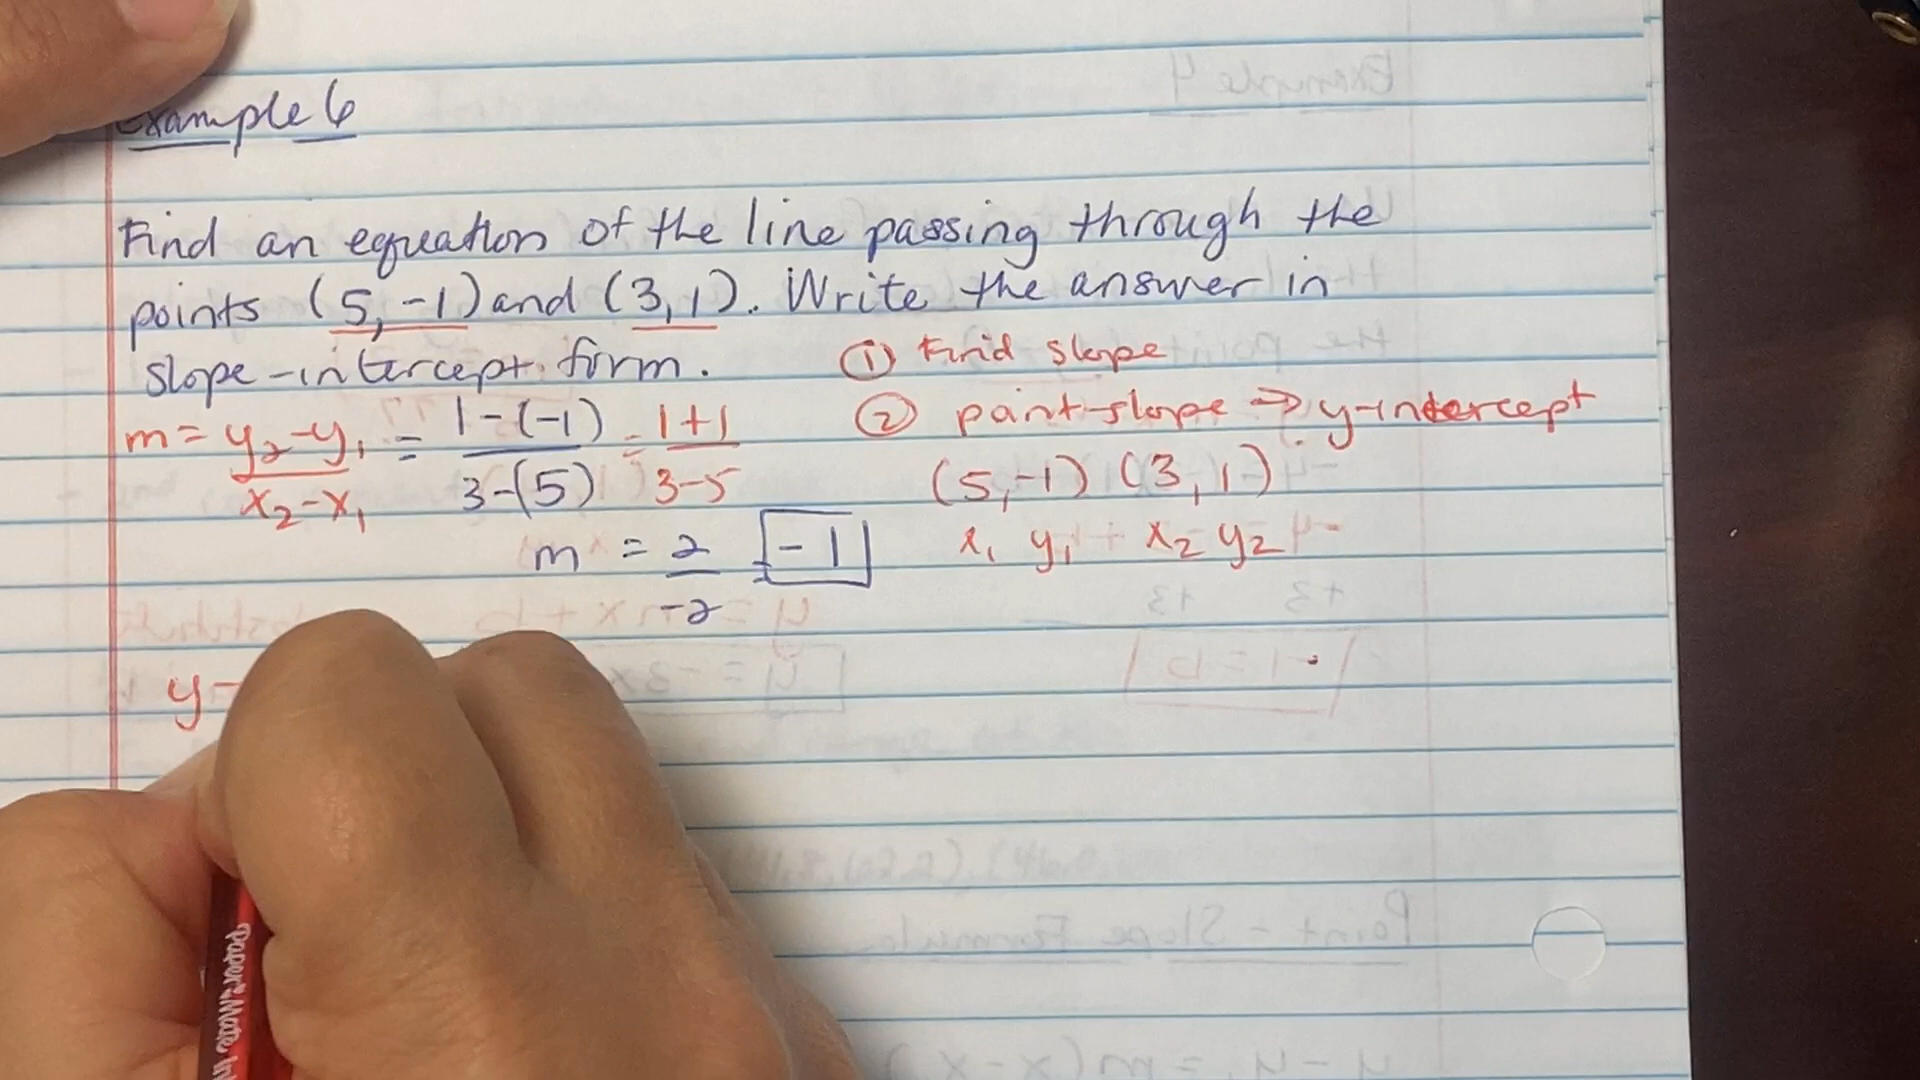 Example 6
Find an equation of the line passing through the
points (5, -1) and (3, 1). Write the answer in
slope-intercept form.
① Find slope
② point-slope → y-intercept
m = y₂-y₁ / x₂-x₁ = 1-(-1) / 3-(5) = 1+1 / 3-5
(5,-1) (3,1)
x₁ y₁ x₂ y₂
m = 2 / -2 = -1
y-
Paper Mate